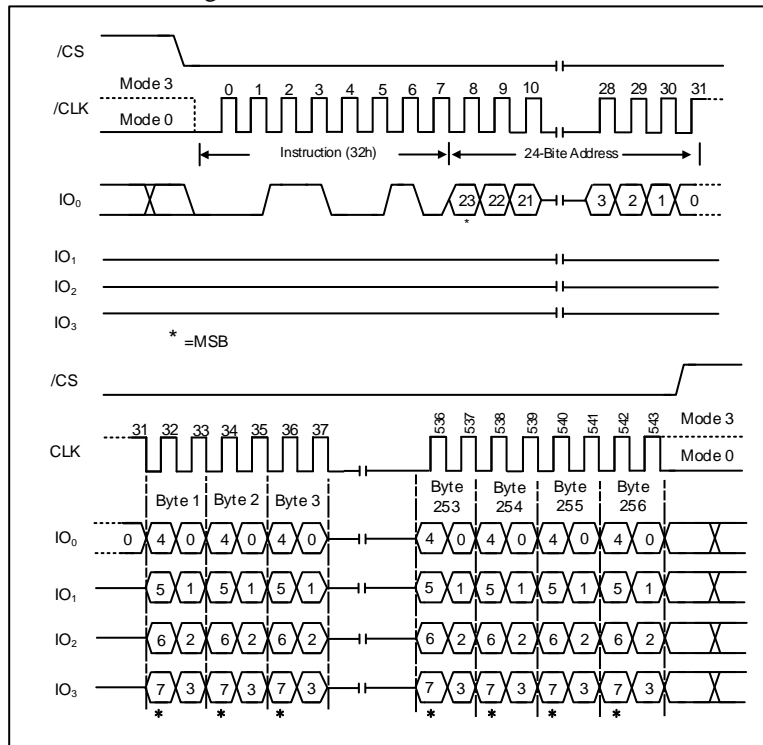 /CS
Mode 3
0 1 2 3 4 5 6 7 8 9 10 28 29 30 31
/CLK
Mode 0
Instruction (32h) 24-Bite Address
IO0 23 22 21 3 2 1 0
*
IO1
IO2
IO3
* =MSB
/CS
31 32 33 34 35 36 37 536 537 538 539 540 541 542 543 Mode 3
CLK
Mode 0
Byte 1 Byte 2 Byte 3 Byte 253 Byte 254 Byte 255 Byte 256
IO0 0 4 0 4 0 4 0 4 0 4 0 4 0 4 0
IO1 5 1 5 1 5 1 5 1 5 1 5 1 5 1
IO2 6 2 6 2 6 2 6 2 6 2 6 2 6 2
IO3 7 3 7 3 7 3 7 3 7 3 7 3 7 3
* * * * * * *